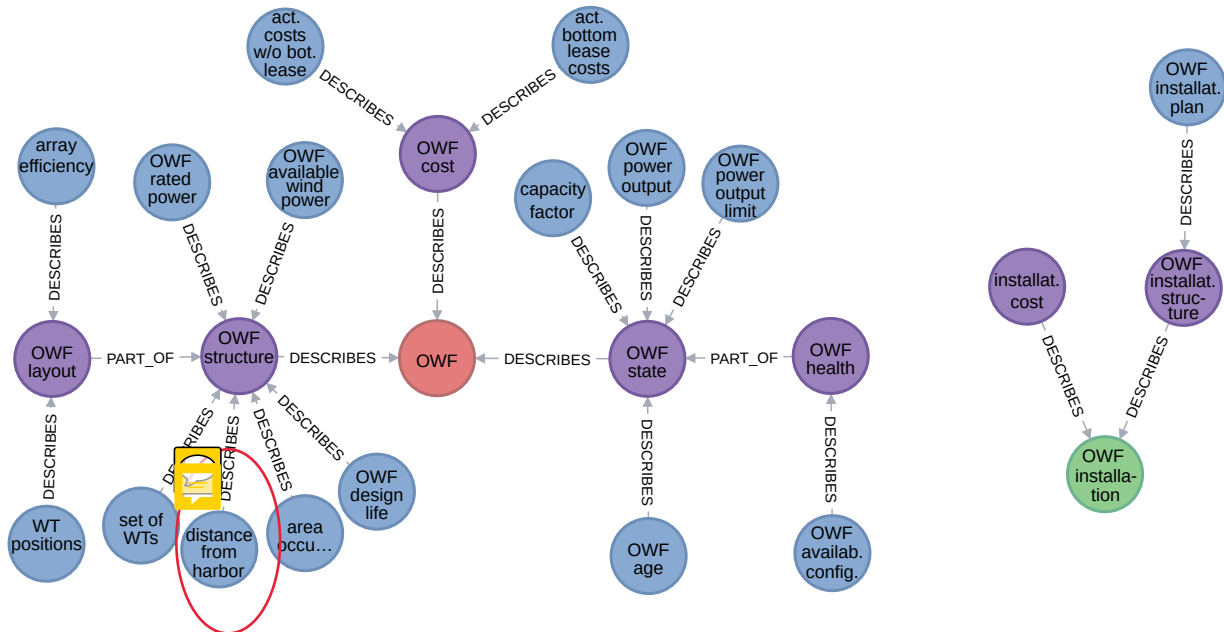 act.
costs
w/o bot.
lease
act.
bottom
lease
costs
DESCRIBES
DESCRIBES
OWF
cost
OWF
installat.
plan
array
efficiency
OWF
rated
power
OWF
available
wind
power
capacity
factor
OWF
power
output
OWF
power
output
limit
DESCRIBES
DESCRIBES
DESCRIBES
DESCRIBES
DESCRIBES
DESCRIBES
DESCRIBES
DESCRIBES
installat.
cost
OWF
installat.
struc-
ture
OWF
layout
PART_OF
OWF
structure
DESCRIBES
OWF
DESCRIBES
OWF
state
PART_OF
OWF
health
DESCRIBES
DESCRIBES
DESCRIBES
DESCRIBES
DESCRIBES
DESCRIBES
DESCRIBES
DESCRIBES
DESCRIBES
OWF
installa-
tion
WT
positions
set of
WTs
distance
from
harbor
area
occu...
OWF
design
life
OWF
age
OWF
availab.
config.